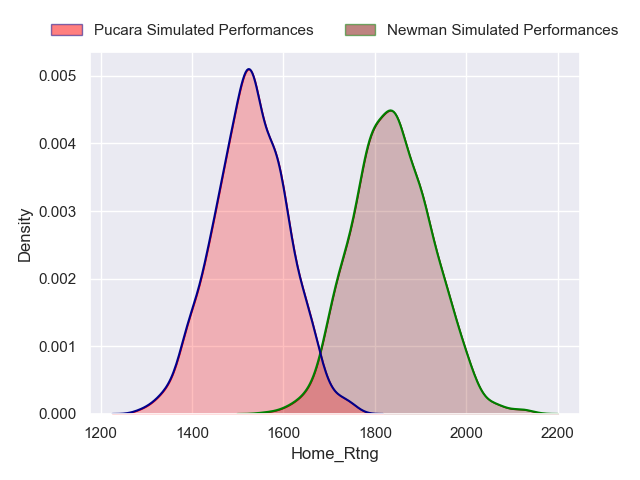 Pucara Simulated Performances
Newman Simulated Performances
0.005
0.004
0.003
0.002
0.001
0.000
Density
1200 1400 1600 1800 2000 2200
Home_Rtng